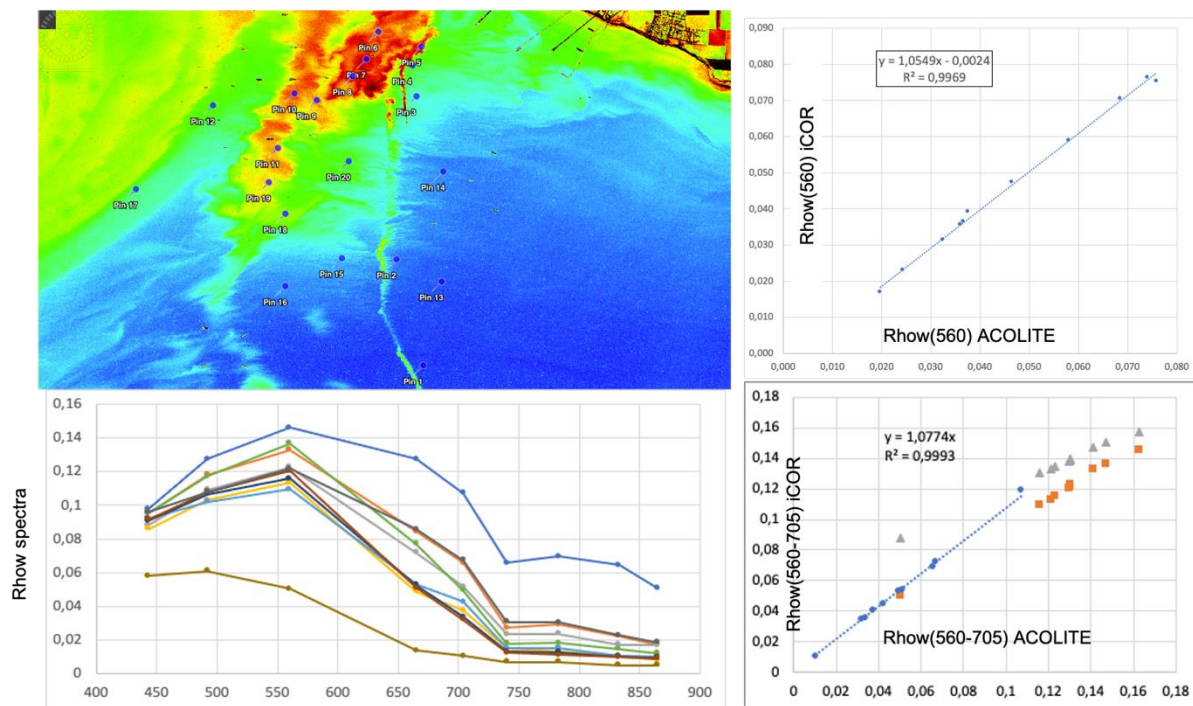 Pin 6
Pin 7
Pin 5
Pin 8
Pin 4
Pin 10
Pin 9
Pin 3
Pin 12
Pin 11
Pin 20
Pin 14
Pin 19
Pin 17
Pin 18
Pin 15
Pin 2
Pin 16
Pin 13
Pin 1
Rhow(560) iCOR
0,090
0,080
0,070
0,060
0,050
0,040
0,030
0,020
0,010
0,000
y = 1,0549x - 0,0024
R² = 0,9969
Rhow(560) ACOLITE
0,000 0,010 0,020 0,030 0,040 0,050 0,060 0,070 0,080
Rhow spectra
0,16
0,14
0,12
0,1
0,08
0,06
0,04
0,02
0
400 450 500 550 600 650 700 750 800 850 900
Rhow(560-705) iCOR
0,18
0,16
0,14
0,12
0,1
0,08
0,06
0,04
0,02
0
y = 1,0774x
R² = 0,9993
Rhow(560-705) ACOLITE
0 0,02 0,04 0,06 0,08 0,1 0,12 0,14 0,16 0,18